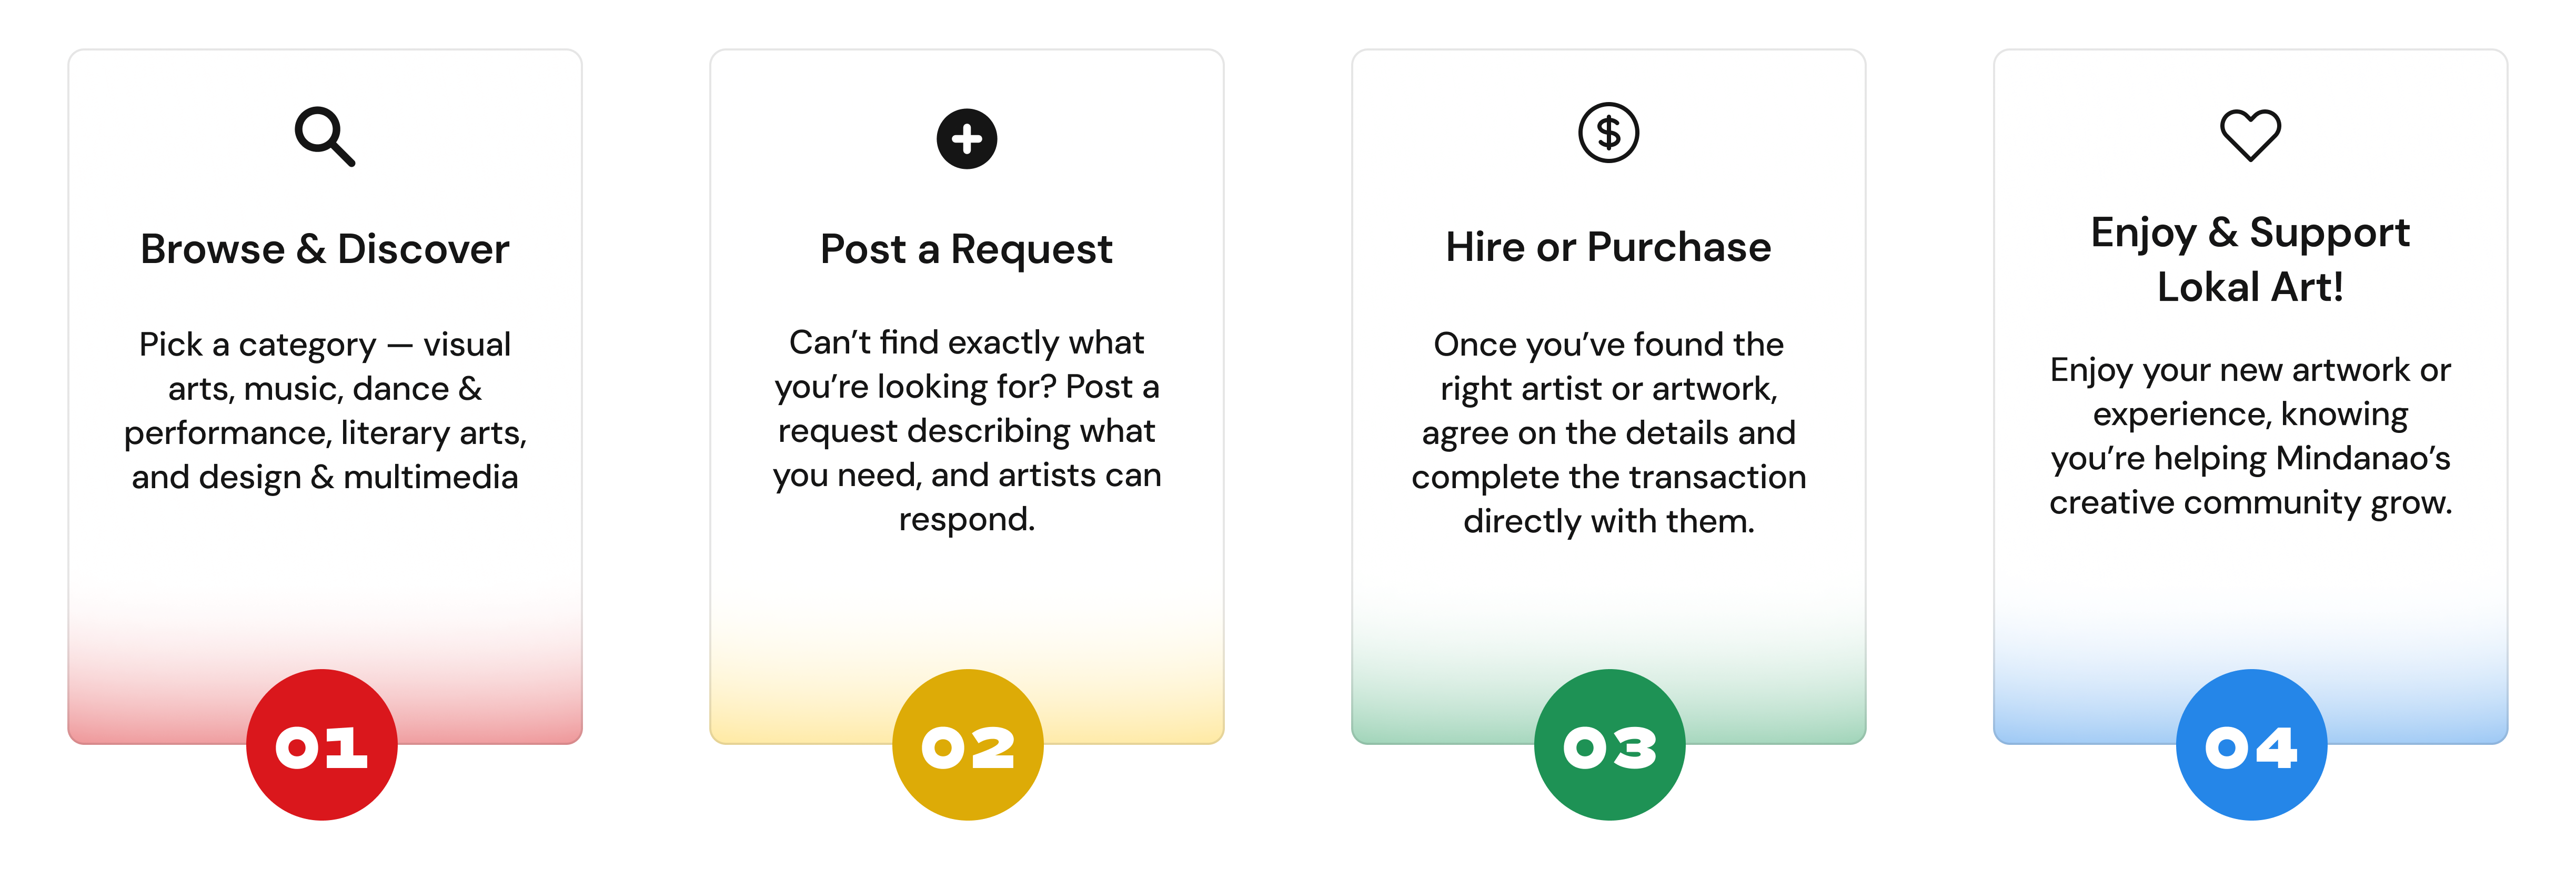 Browse & Discover
Pick a category — visual
arts, music, dance &
performance, literary arts,
and design & multimedia
01
Post a Request
Can’t find exactly what
you’re looking for? Post a
request describing what
you need, and artists can
respond.
02
Hire or Purchase
Once you’ve found the
right artist or artwork,
agree on the details and
complete the transaction
directly with them.
03
Enjoy & Support
Lokal Art!
Enjoy your new artwork or
experience, knowing
you’re helping Mindanao’s
creative community grow.
04